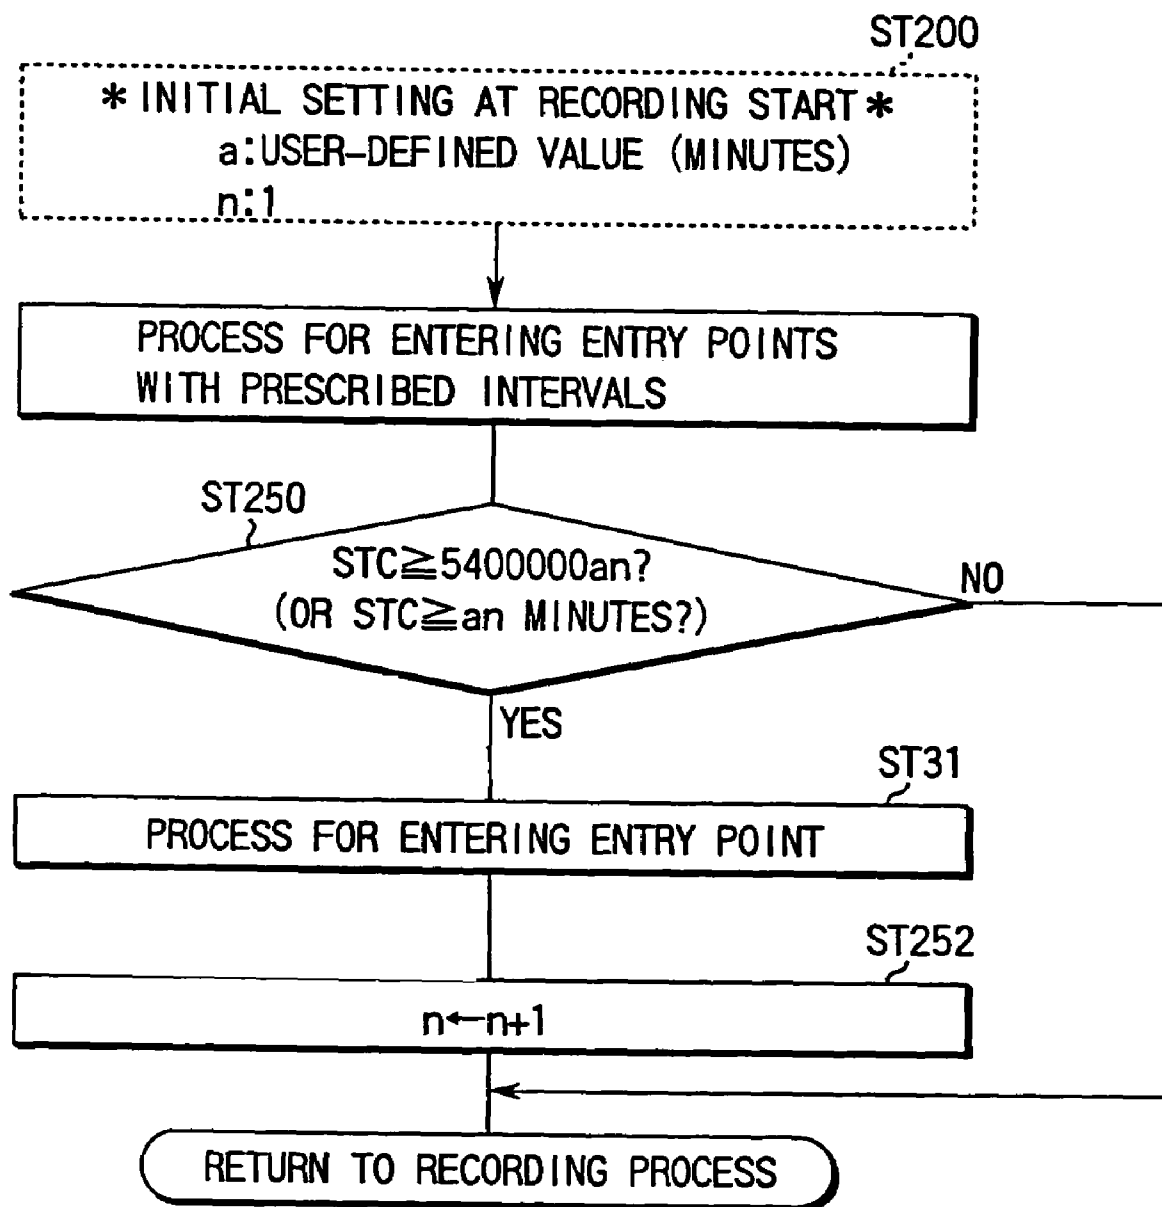 ST200
* INITIAL SETTING AT RECORDING START *
a:USER-DEFINED VALUE (MINUTES)
n:1
PROCESS FOR ENTERING ENTRY POINTS
WITH PRESCRIBED INTERVALS
ST250
STC≧5400000an?
(OR STC≧an MINUTES?)
NO
YES
ST31
PROCESS FOR ENTERING ENTRY POINT
ST252
n←n+1
RETURN TO RECORDING PROCESS